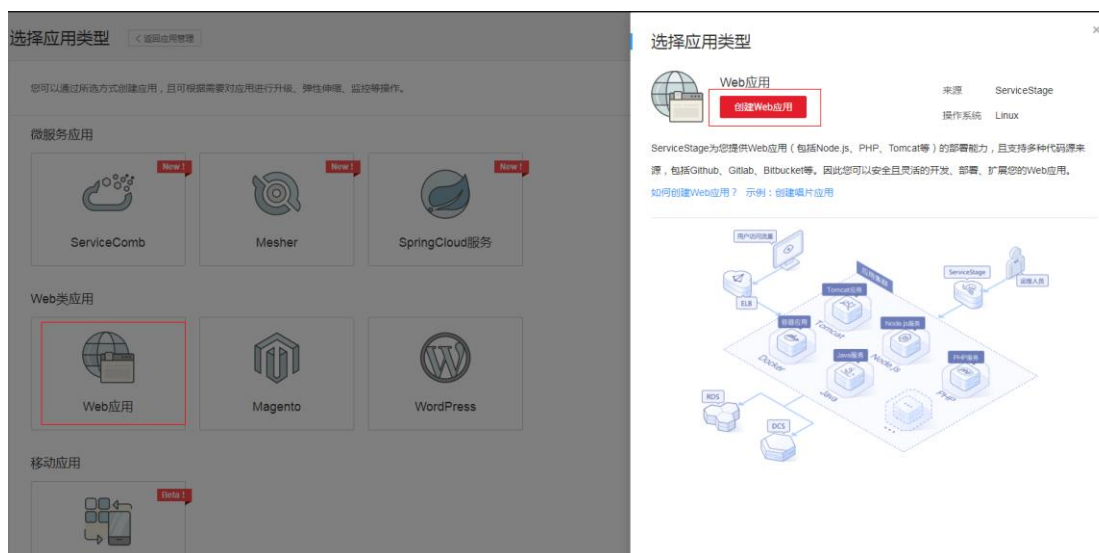 选择应用类型
< 返回应用管理
您可以通过所选方式创建应用，且可根据需要对应用进行升级、弹性伸缩、监控等操作。
微服务应用
New !
New !
New !
ServiceComb
Mesher
SpringCloud服务
Web类应用
Web应用
Magento
WordPress
移动应用
Beta !
选择应用类型
×
Web应用
创建Web应用
来源 ServiceStage
操作系统 Linux
ServiceStage为您提供Web应用（包括Node.js、PHP、Tomcat等）的部署能力，且支持多种代码源来
源，包括Github、Gitlab、Bitbucket等。因此您可以安全且灵活的开发、部署、扩展您的Web应用。
如何创建Web应用？ 示例：创建唱片应用
用户访问流量
ELB
应用集群
ServiceStage
运维人员
Tomcat应用
Tomcat
容器应用
Docker
Node.js服务
Node.js
Java服务
Java
PHP服务
PHP
RDS
DCS